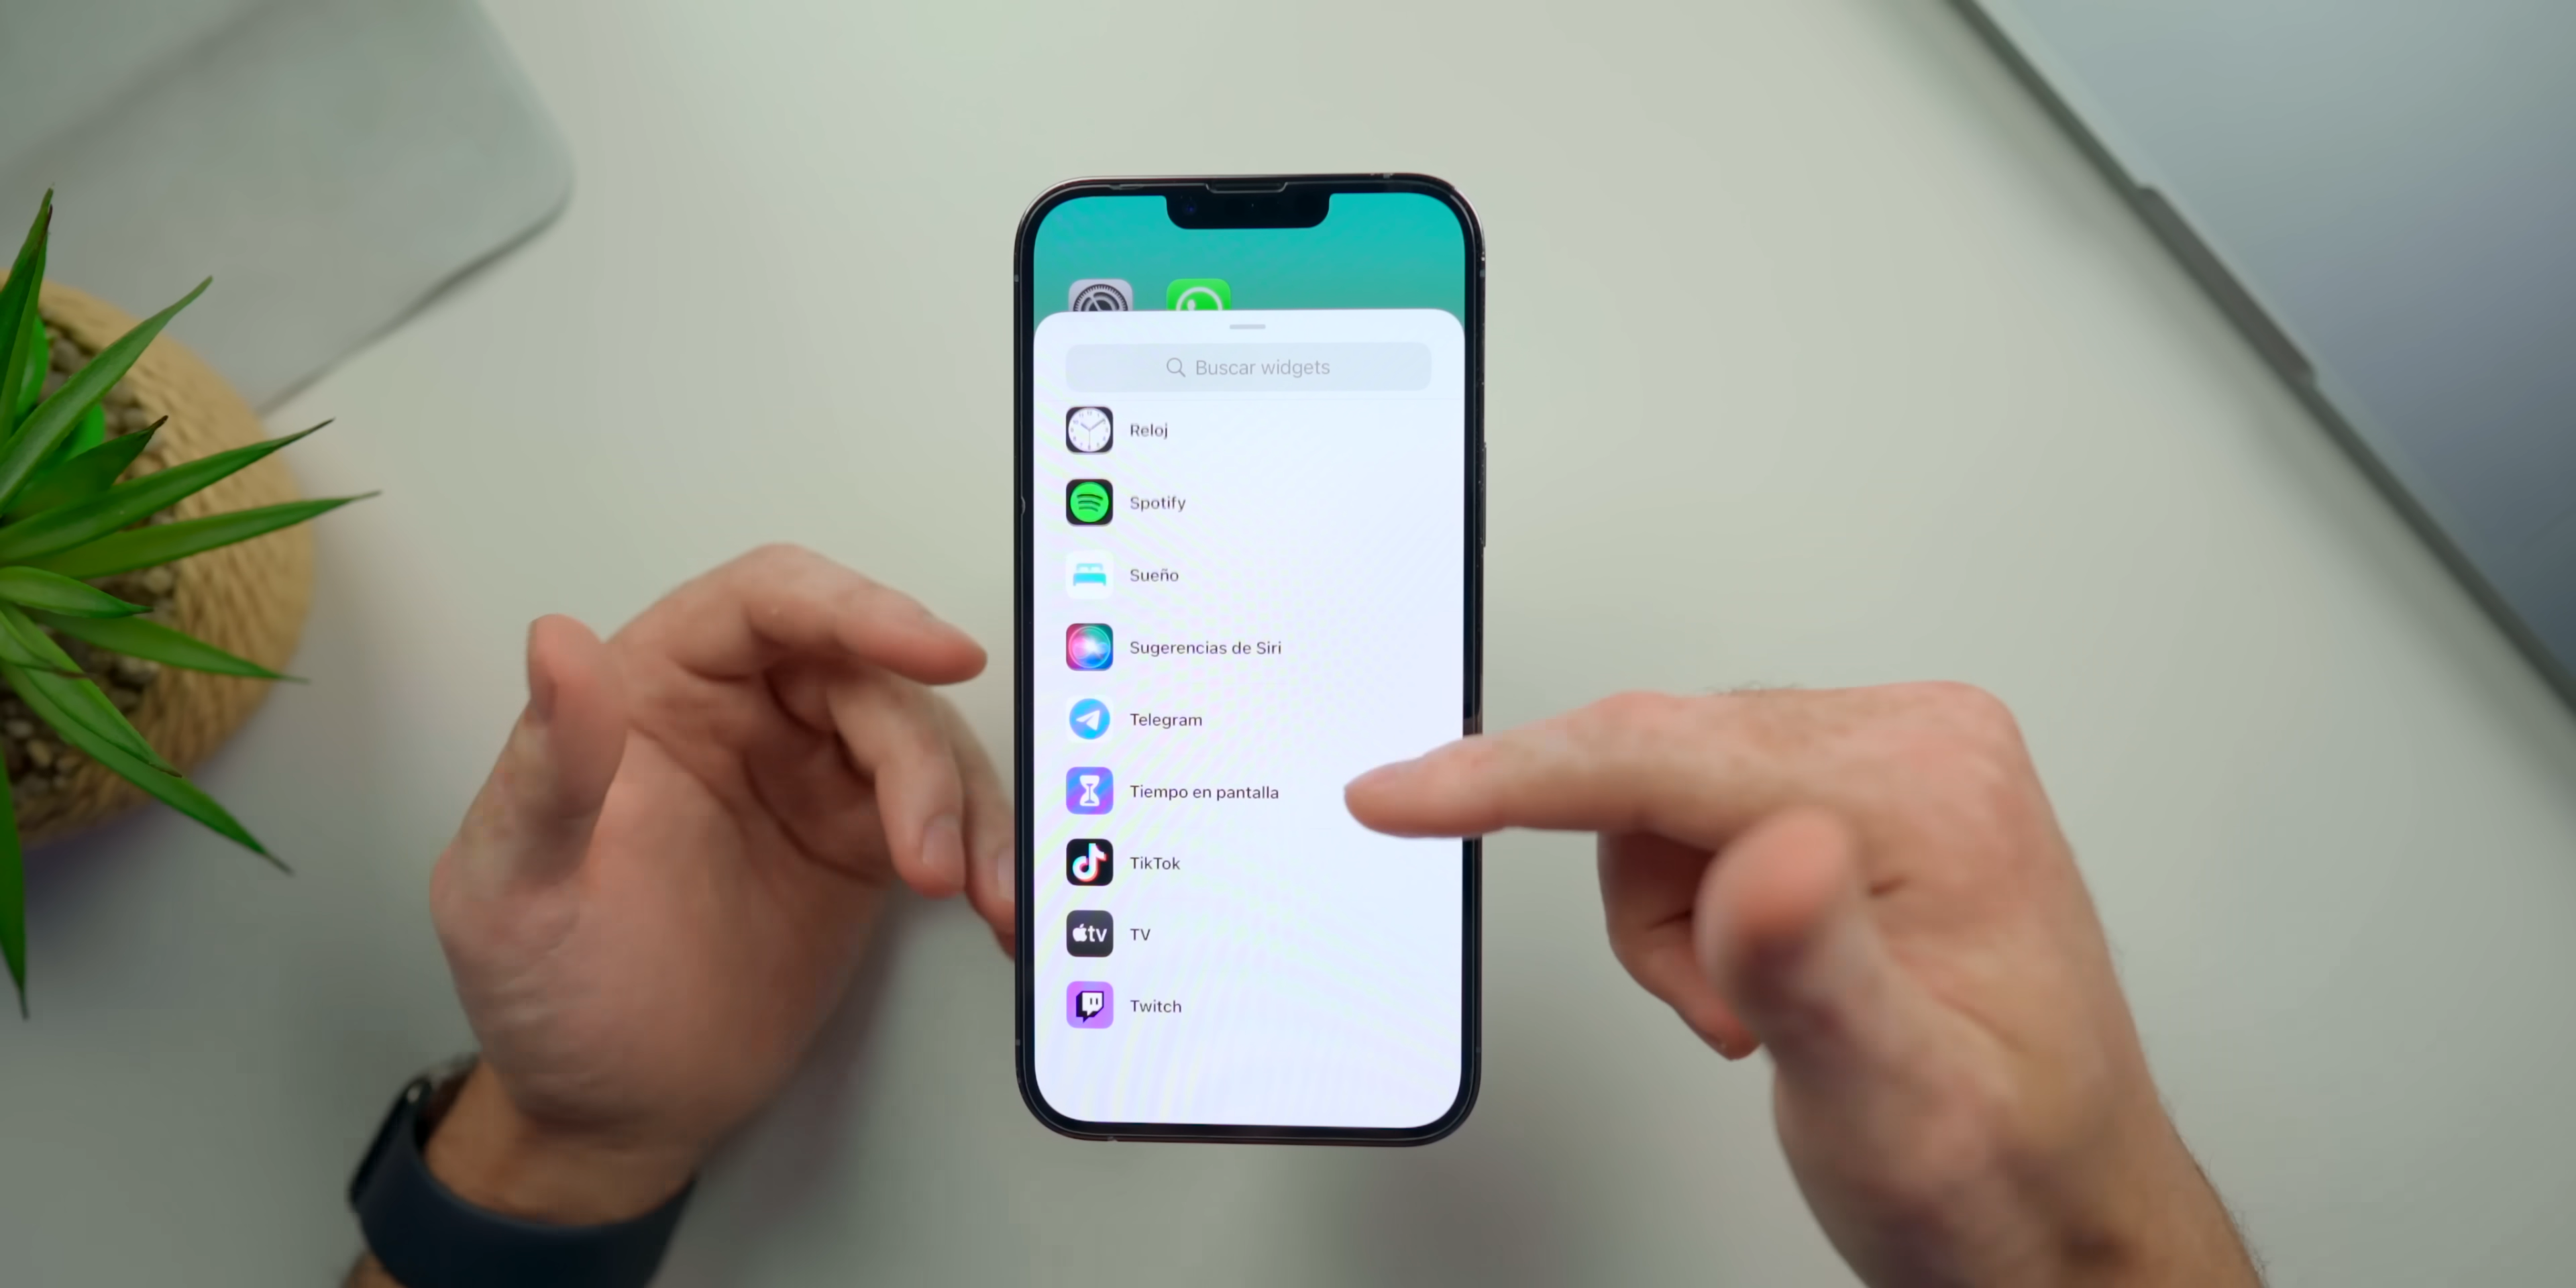 Buscar widgets
Reloj
Spotify
Sueño
Sugerencias de Siri
Telegram
Tiempo en pantalla
TikTok
tv TV
Twitch